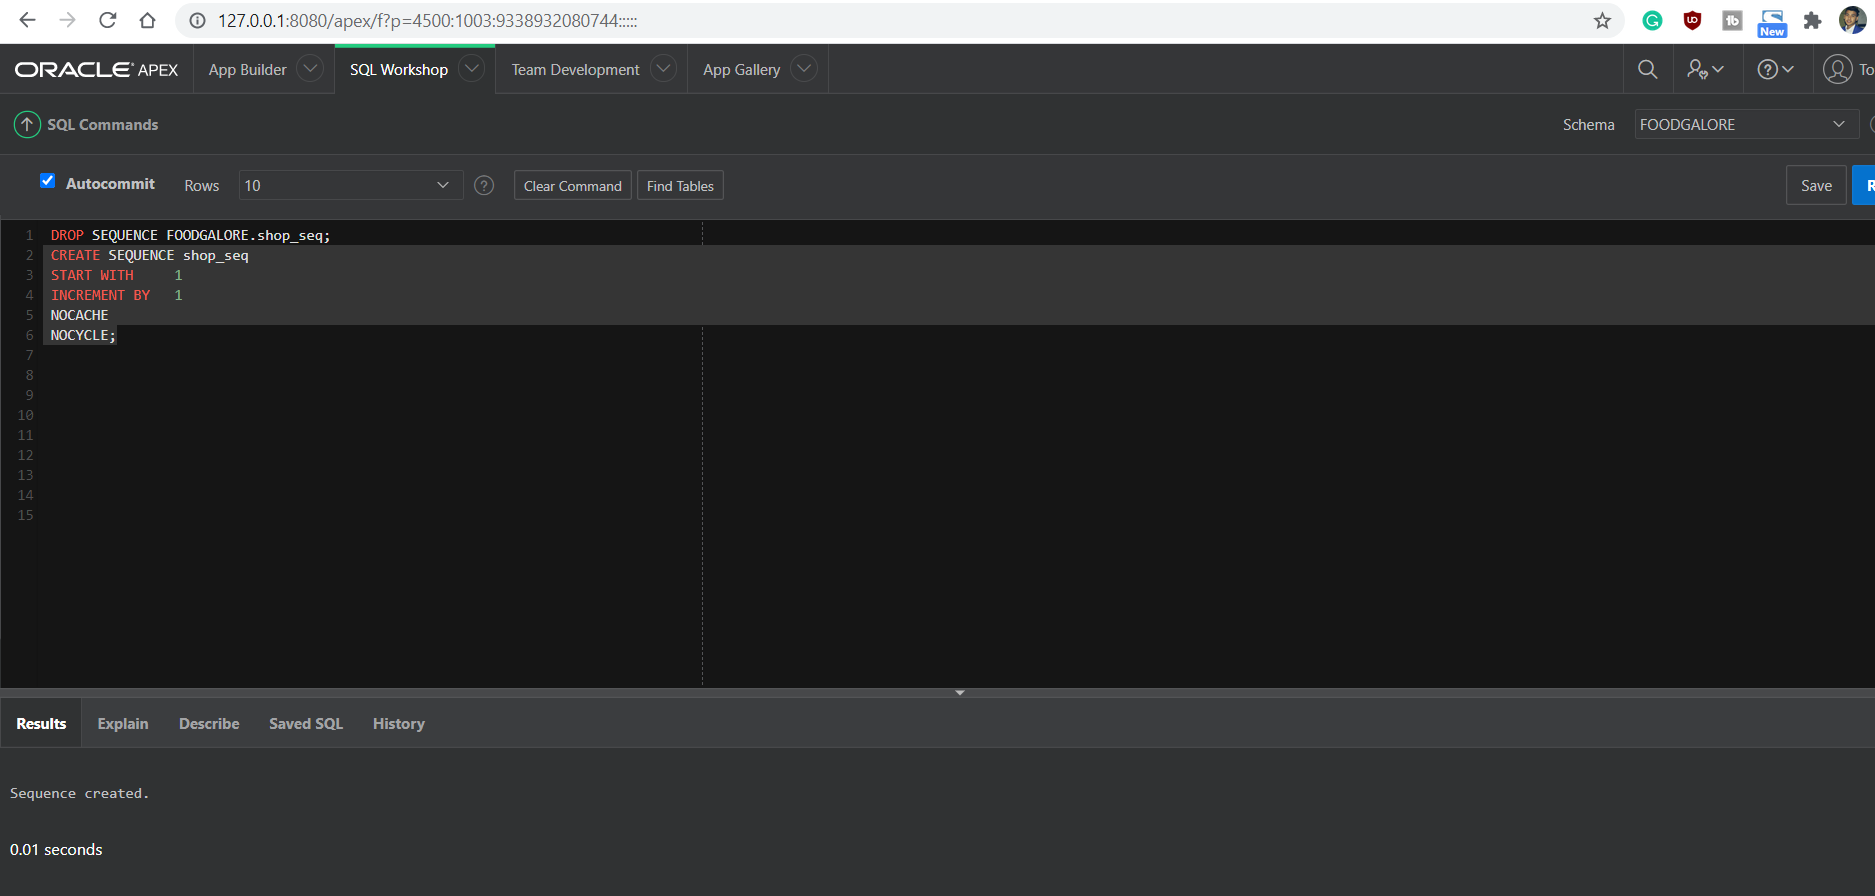 127.0.0.1:8080/apex/f?p=4500:1003:9338932080744:::::
New
ORACLE APEX App Builder SQL Workshop Team Development App Gallery To
SQL Commands Schema FOODGALORE
Autocommit Rows 10 ? Clear Command Find Tables Save R
1 DROP SEQUENCE FOODGALORE.shop_seq;
2 CREATE SEQUENCE shop_seq
3 START WITH 1
4 INCREMENT BY 1
5 NOCACHE
6 NOCYCLE;
7
8
9
10
11
12
13
14
15
Results Explain Describe Saved SQL History
Sequence created.
0.01 seconds